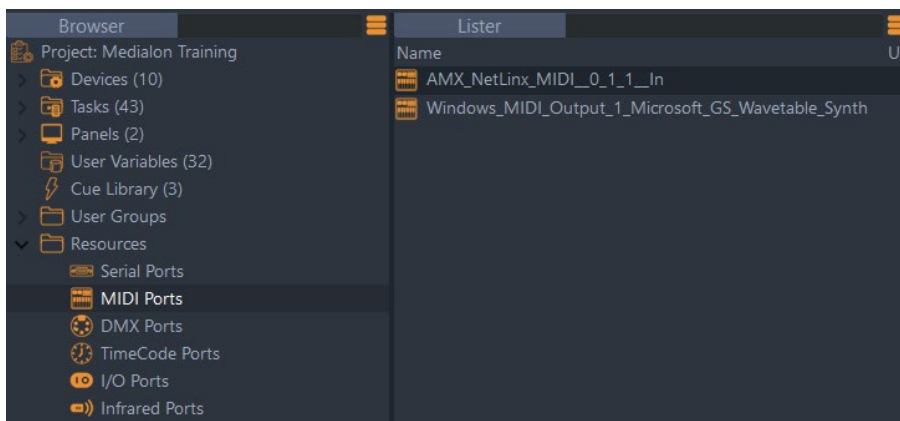 Browser
Project: Medialon Training
Devices (10)
Tasks (43)
Panels (2)
User Variables (32)
Cue Library (3)
User Groups
Resources
Serial Ports
MIDI Ports
DMX Ports
TimeCode Ports
I/O Ports
Infrared Ports
Lister
Name U
AMX_NetLinx_MIDI__0_1_1__In
Windows_MIDI_Output_1_Microsoft_GS_Wavetable_Synth